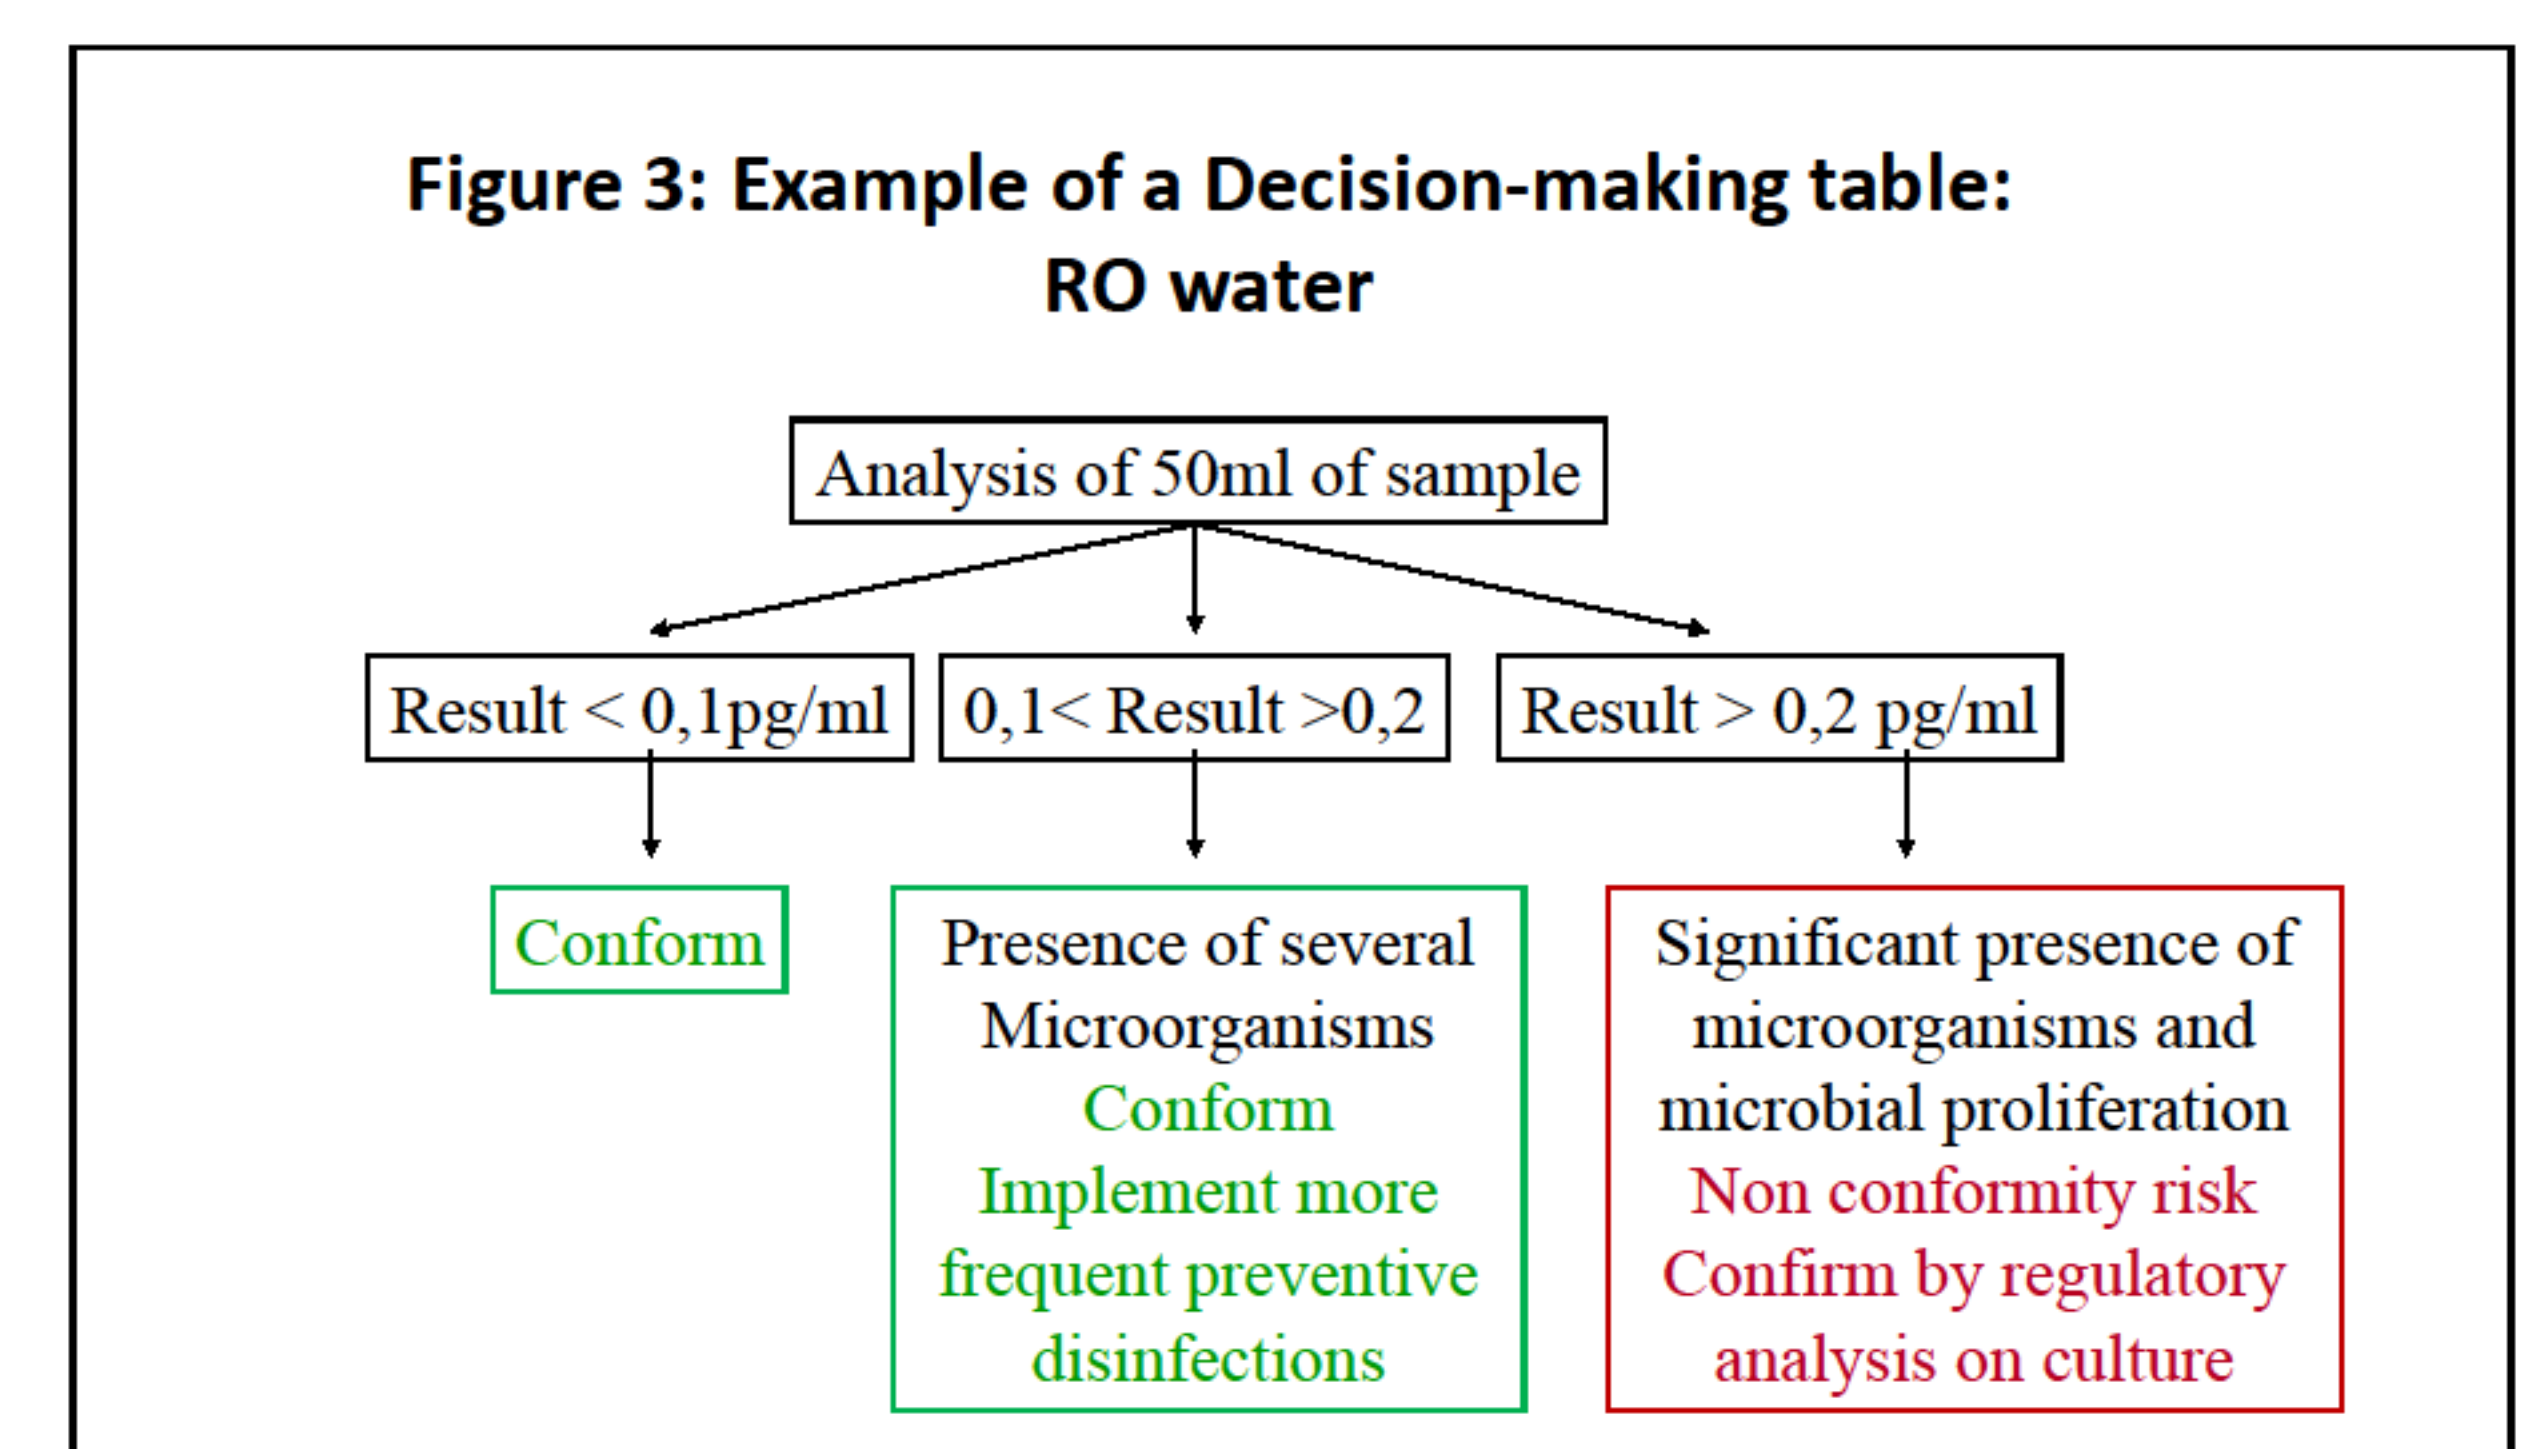 Figure 3: Example of a Decision-making table:
RO water
Analysis of 50ml of sample
Result < 0,1pg/ml
0,1< Result >0,2
Result > 0,2 pg/ml
Conform
Presence of several
Microorganisms
Conform
Implement more
frequent preventive
disinfections
Significant presence of
microorganisms and
microbial proliferation
Non conformity risk
Confirm by regulatory
analysis on culture